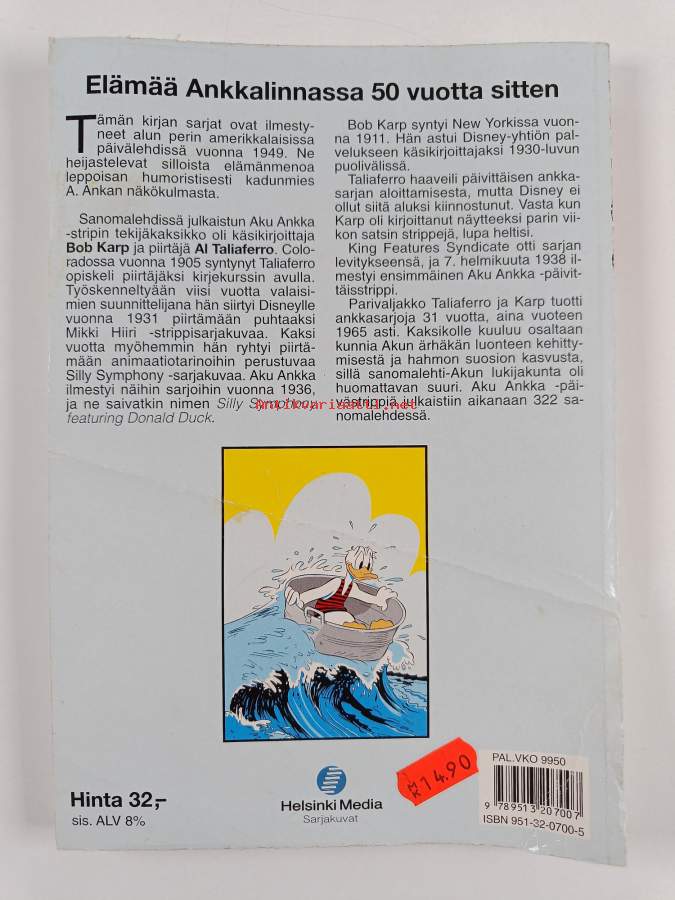 Elämää Ankkalinnassa 50 vuotta sitten
Tämän kirjan sarjat ovat ilmesty-
neet alun perin amerikkalaisissa
päivälehdissä vuonna 1949. Ne
heijastelevat silloista elämänmenoa
leppoisan humoristisesti kadunmies
A. Ankan näkökulmasta.
Sanomalehdissä julkaistun Aku Ankka
-stripin tekijäkaksikko oli käsikirjoittaja
Bob Karp ja piirtäjä Al Taliaferro. Colo-
radossa vuonna 1905 syntynyt Taliaferro
opiskeli piirtäjäksi kirjekurssin avulla.
Työskenneltyään viisi vuotta valaisi-
mien suunnittelijana hän siirtyi Disneylle
vuonna 1931 piirtämään puhtaaksi
Mikki Hiiri -strippisarjakuvaa. Kaksi
vuotta myöhemmin hän ryhtyi piirtä-
mään animaatiotarinoihin perustuvaa
Silly Symphony -sarjakuvaa. Aku Ankka
ilmestyi näihin sarjoihin vuonna 1936,
ja ne saivatkin nimen Silly Symphony
featuring Donald Duck.
Bob Karp syntyi New Yorkissa vuon-
na 1911. Hän astui Disney-yhtiön pal-
velukseen käsikirjoittajaksi 1930-luvun
puolivälissä.
Taliaferro haaveili päivittäisen ankka-
sarjan aloittamisesta, mutta Disney ei
ollut siitä aluksi kiinnostunut. Vasta kun
Karp oli kirjoittanut näytteeksi parin vii-
kon satsin strippejä, lupa heltisi.
King Features Syndicate otti sarjan
levitykseensä, ja 7. helmikuuta 1938 il-
mestyi ensimmäinen Aku Ankka -päivit-
täisstrippi.
Parivaljakko Taliaferro ja Karp tuotti
ankkasarjoja 31 vuotta, aina vuoteen
1965 asti. Kaksikolle kuuluu osaltaan
kunnia Akun ärhäkän luonteen kehitty-
misestä ja hahmon suosion kasvusta,
sillä sanomalehti-Akun lukijakunta oli
huomattavan suuri. Aku Ankka -päi-
västrippiä julkaistiin aikanaan 322 sa-
nomalehdessä.
Antikvariaatti.net
Hinta 32,–
sis. ALV 8%
Helsinki Media
Sarjakuvat
MK 14.90
PAL.VKO 9950
9 789513 207007
ISBN 951-32-0700-5